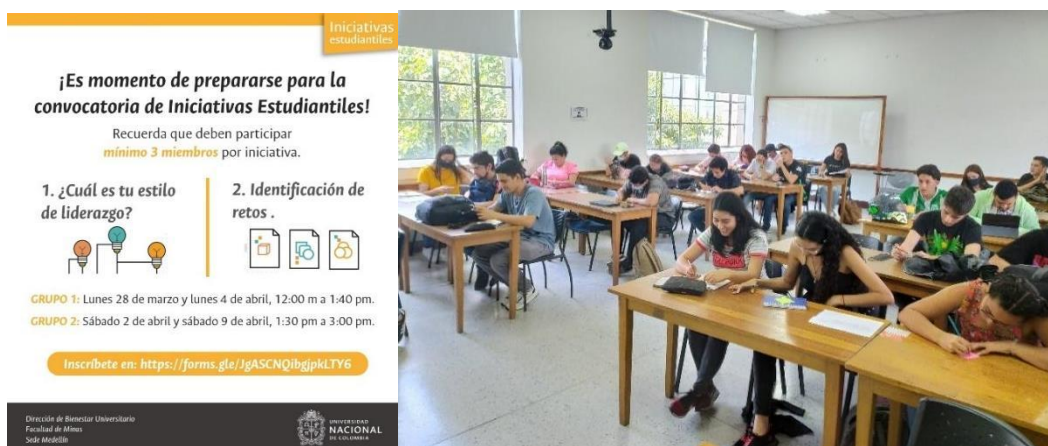 Iniciativas
estudiantiles
¡Es momento de prepararse para la
convocatoria de Iniciativas Estudiantiles!
Recuerda que deben participar
mínimo 3 miembros por iniciativa.
1. ¿Cuál es tu estilo
de liderazgo?
2. Identificación de
retos .
GRUPO 1: Lunes 28 de marzo y lunes 4 de abril, 12:00 m a 1:40 pm.
GRUPO 2: Sábado 2 de abril y sábado 9 de abril, 1:30 pm a 3:00 pm.
Inscríbete en: https://forms.gle/JgASCNQibgjpkLTY6
Dirección de Bienestar Universitario
Facultad de Minas
Sede Medellín
UNIVERSIDAD
NACIONAL
DE COLOMBIA